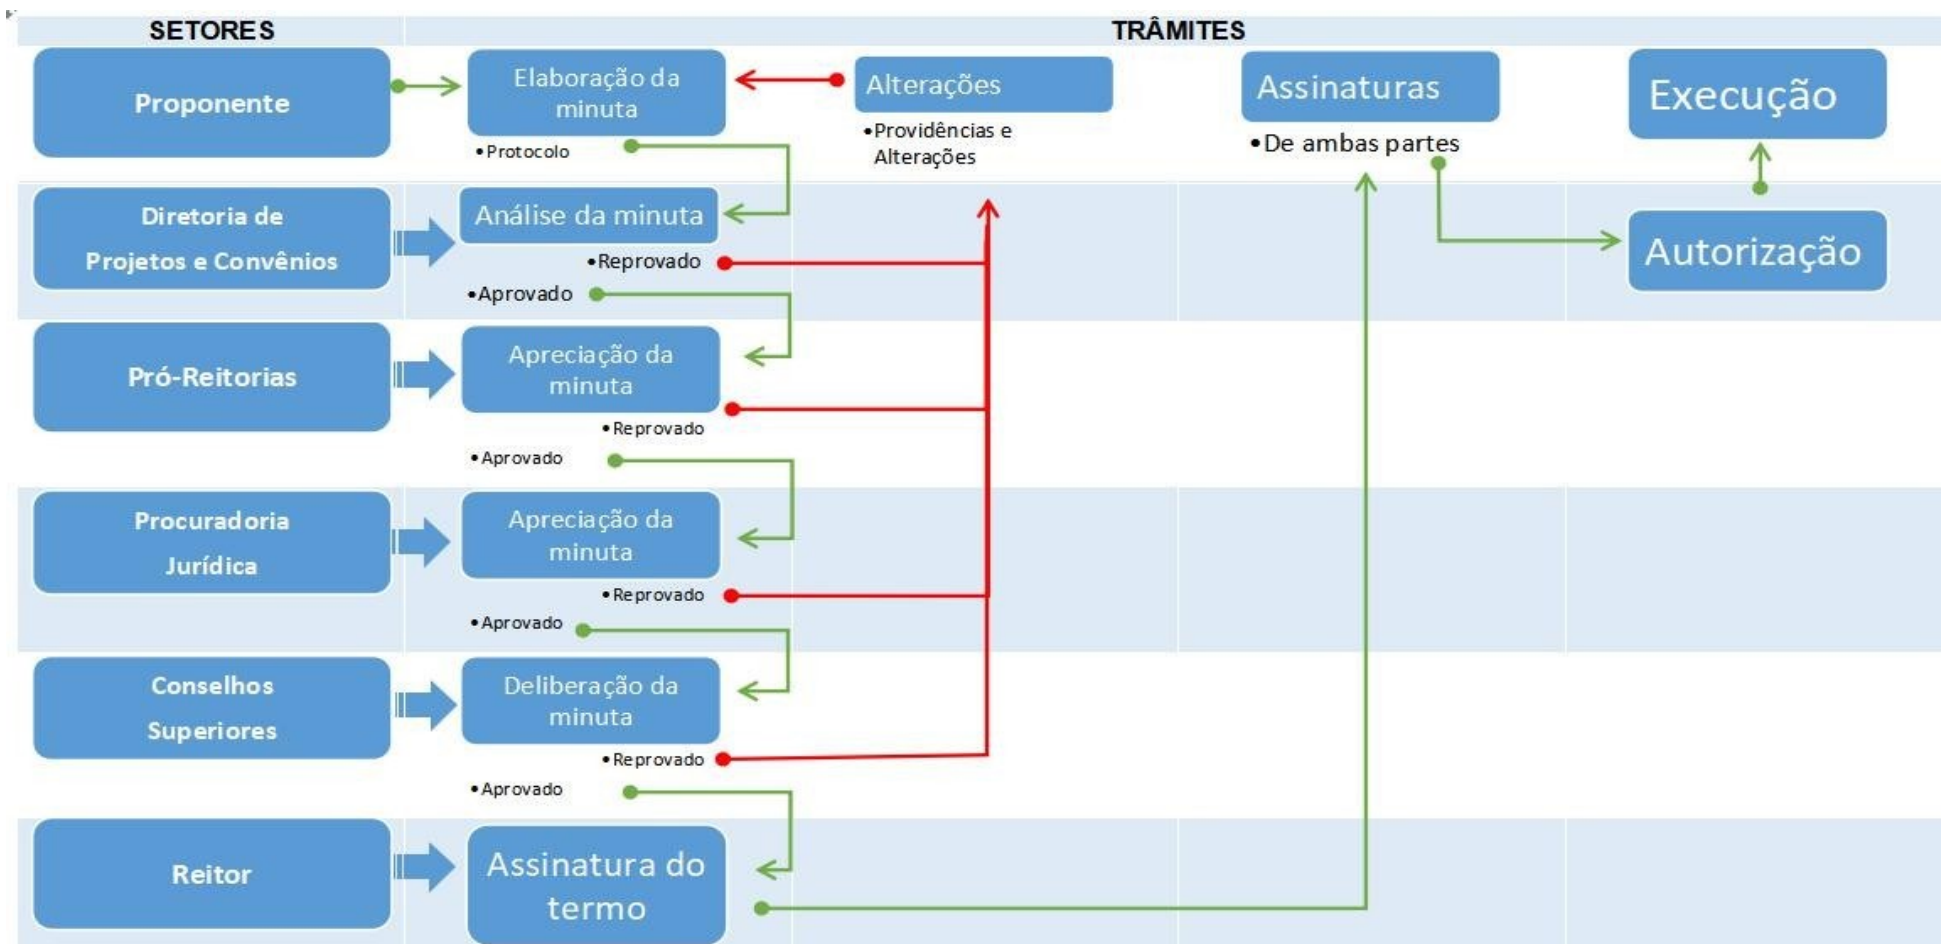 SETORES
TRÂMITES
Proponente
Elaboração da
minuta
•Protocolo
Alterações
•Providências e
Alterações
Assinaturas
•De ambas partes
Execução
Diretoria de
Projetos e Convênios
Análise da minuta
•Reprovado
•Aprovado
Autorização
Pró-Reitorias
Apreciação da
minuta
•Reprovado
•Aprovado
Procuradoria
Jurídica
Apreciação da
minuta
•Reprovado
•Aprovado
Conselhos
Superiores
Deliberação da
minuta
•Reprovado
•Aprovado
Reitor
Assinatura do
termo